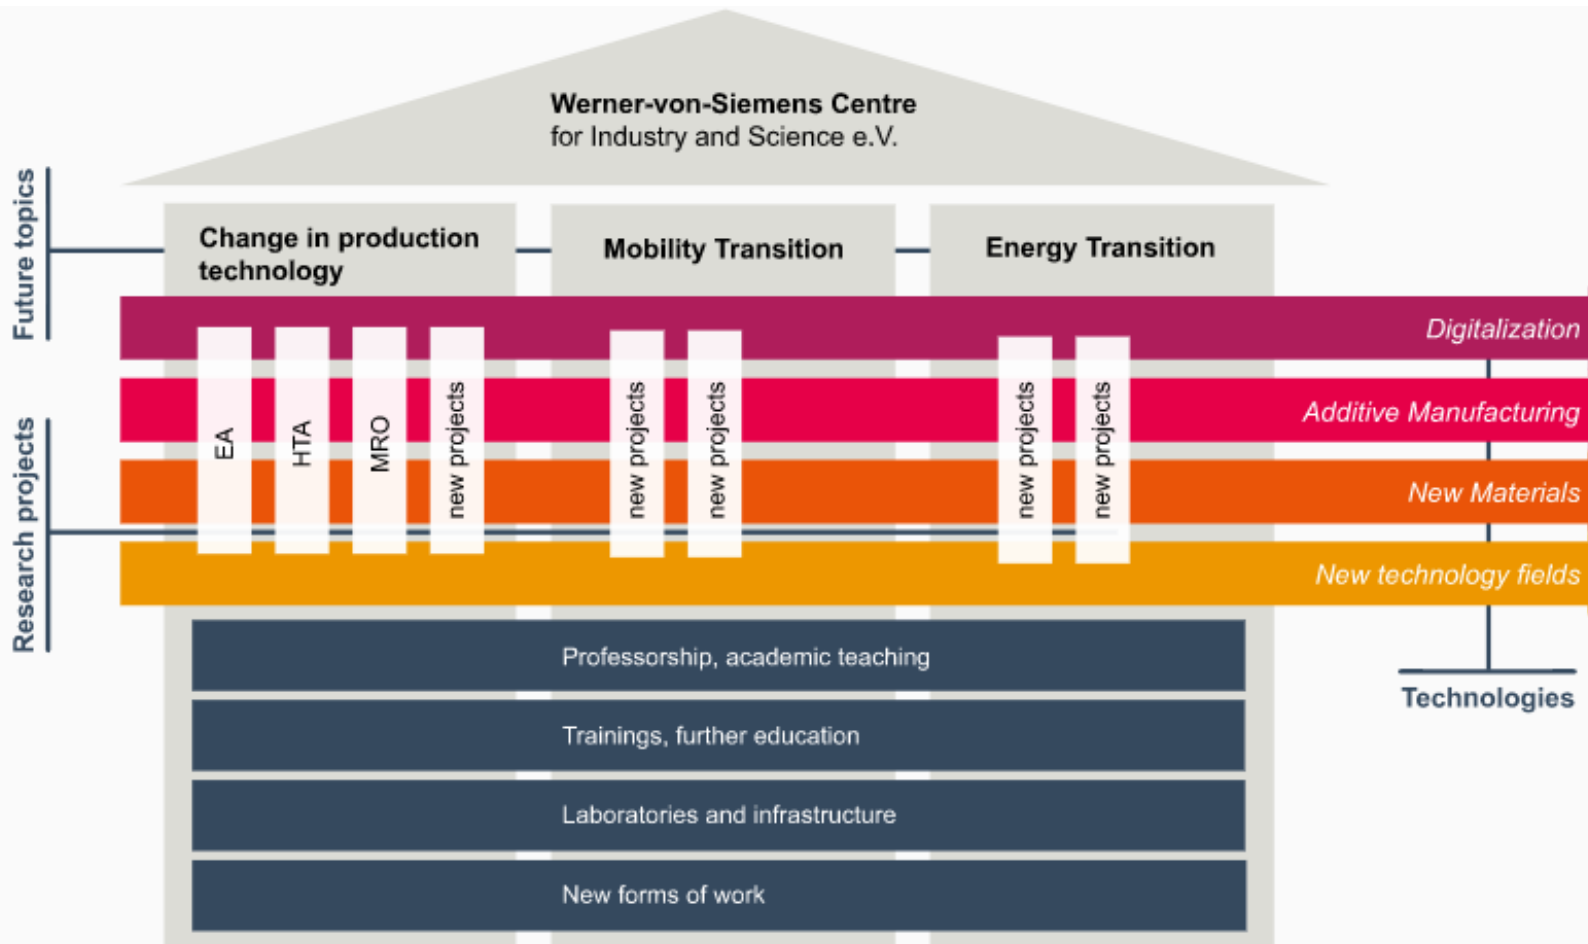 Werner-von-Siemens Centre
for Industry and Science e.V.
Future topics
Change in production
technology
Mobility Transition
Energy Transition
Digitalization
Additive Manufacturing
New Materials
New technology fields
Research projects
EA
HTA
MRO
new projects
new projects
new projects
new projects
new projects
Technologies
Professorship, academic teaching
Trainings, further education
Laboratories and infrastructure
New forms of work